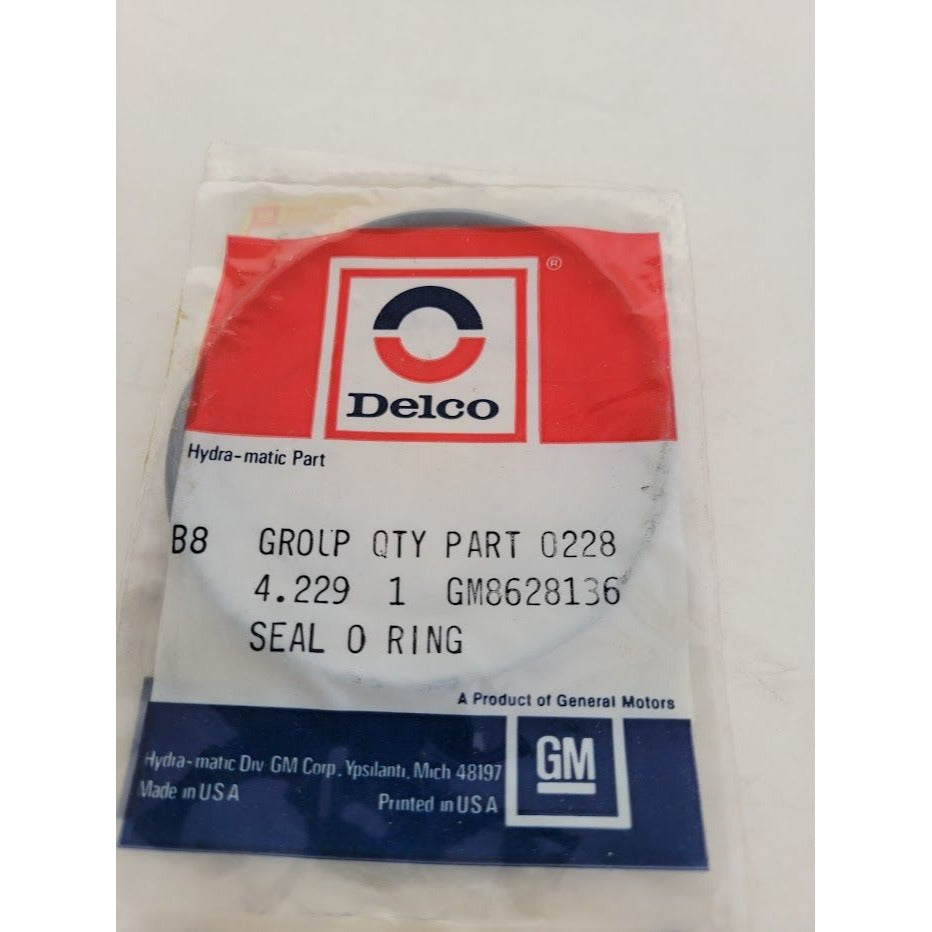 ®
Delco
Hydra-matic Part
B8 GROUP QTY PART 0228
4.229 1 GM8628136
SEAL O RING
A Product of General Motors
GM
Hydra-matic Div GM Corp., Ypsilanti, Mich 48197
Made in USA Printed in USA